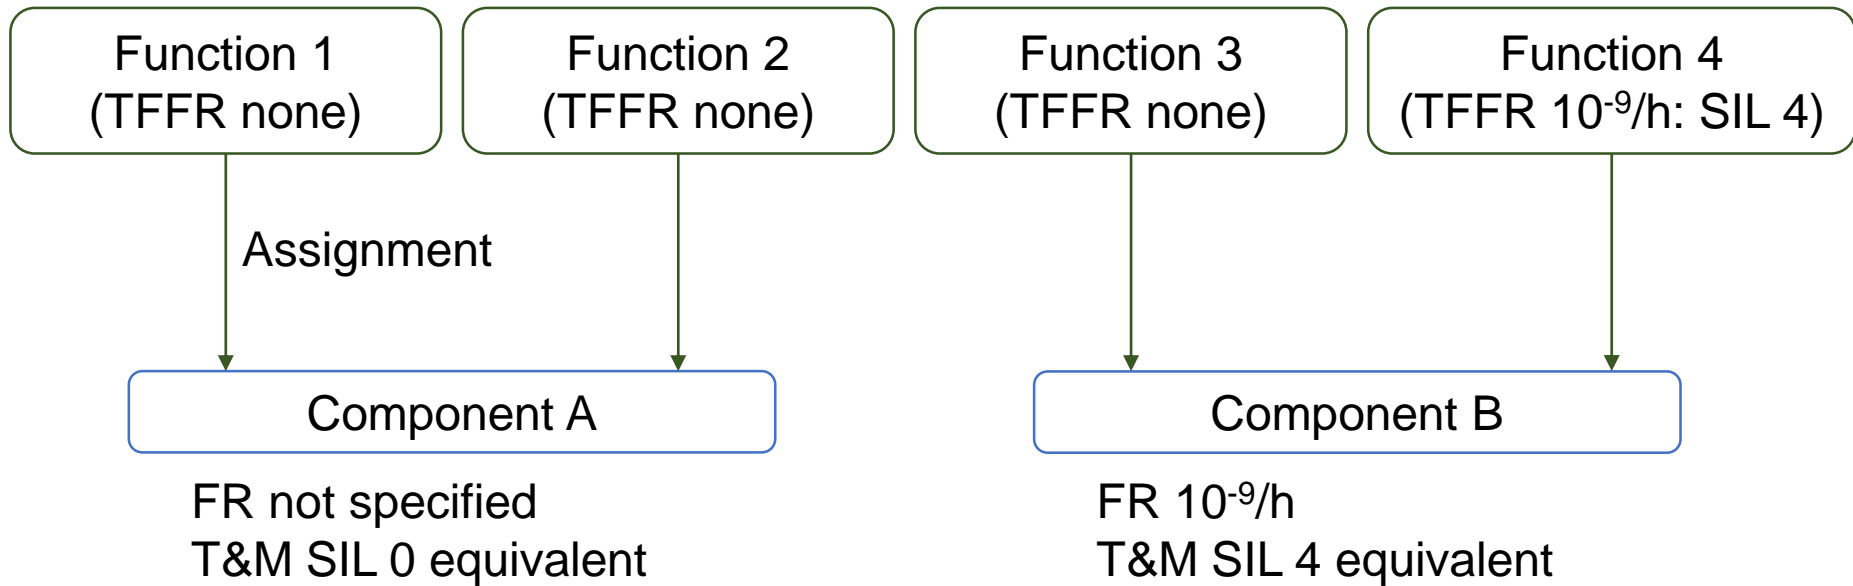 Function 1
(TFFR none)
Function 2
(TFFR none)
Function 3
(TFFR none)
Function 4
(TFFR 10⁻⁹/h: SIL 4)
Assignment
Component A
Component B
FR not specified
T&M SIL 0 equivalent
FR 10⁻⁹/h
T&M SIL 4 equivalent